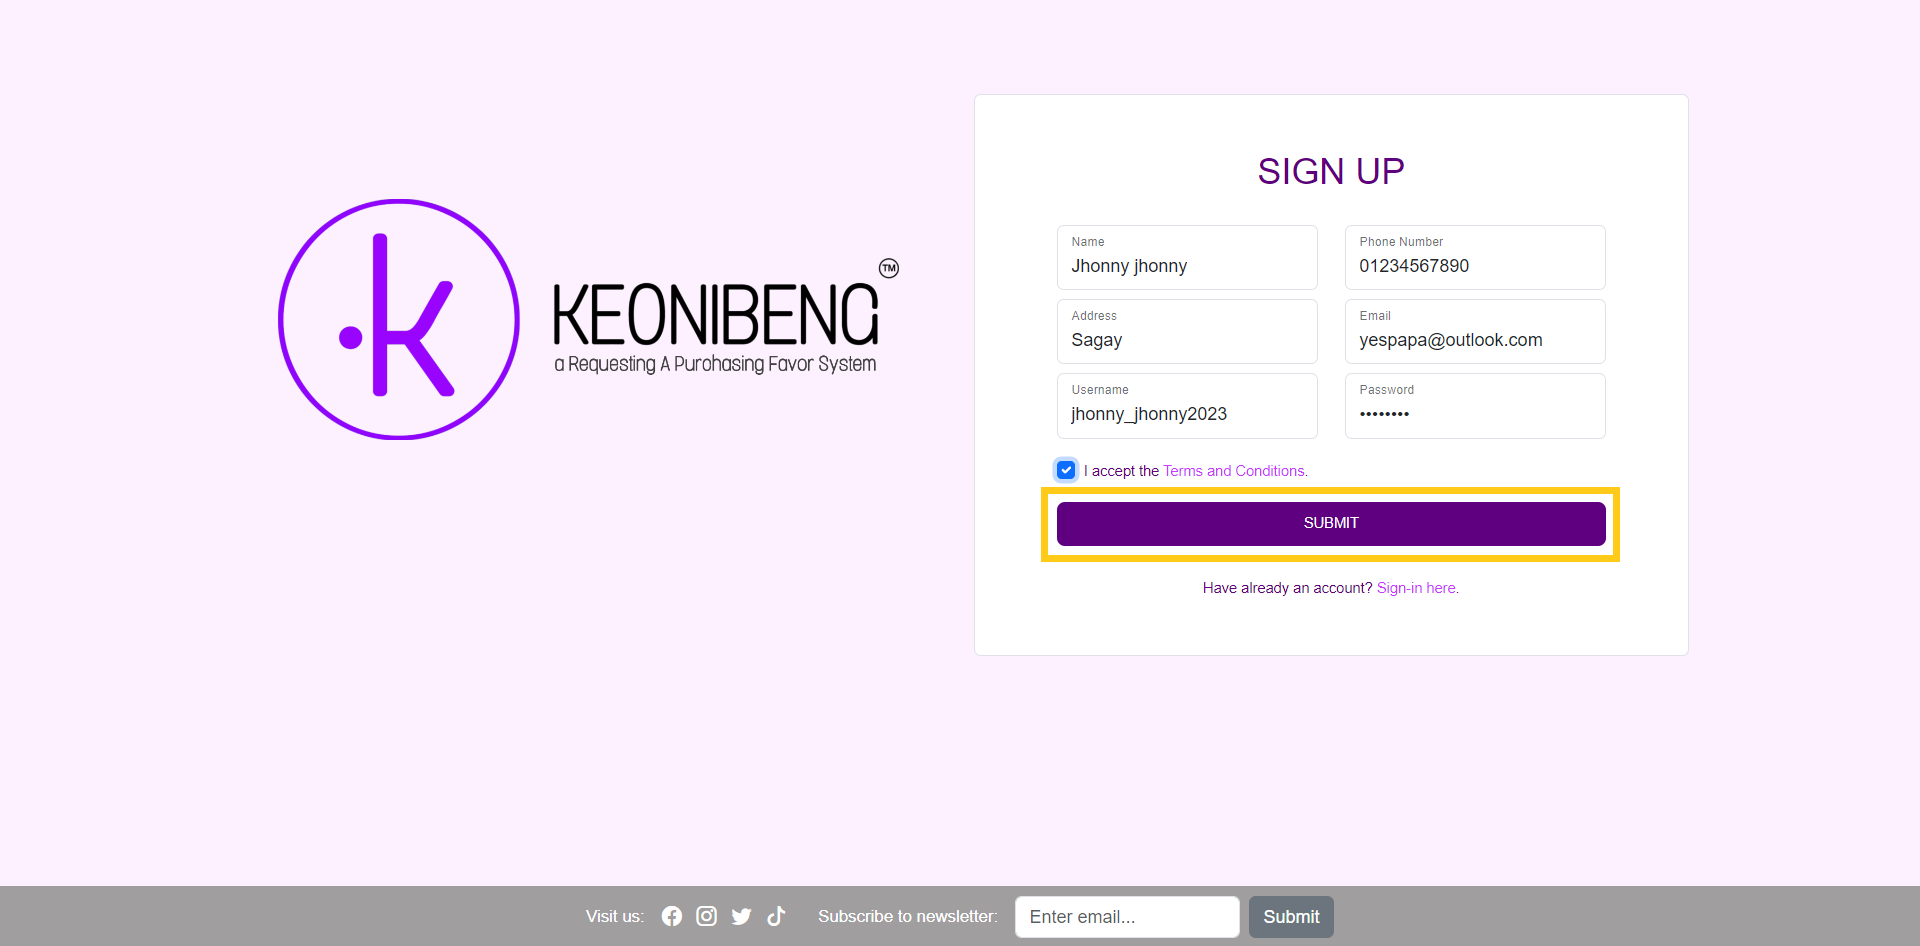 .k
KEONIBENG
TM
a Requesting A Purohasing Favor System
SIGN UP
Name
Jhonny jhonny
Phone Number
01234567890
Address
Sagay
Email
yespapa@outlook.com
Username
jhonny_jhonny2023
Password
••••••••
I accept the Terms and Conditions.
SUBMIT
Have already an account? Sign-in here.
Visit us:
Subscribe to newsletter:
Enter email...
Submit